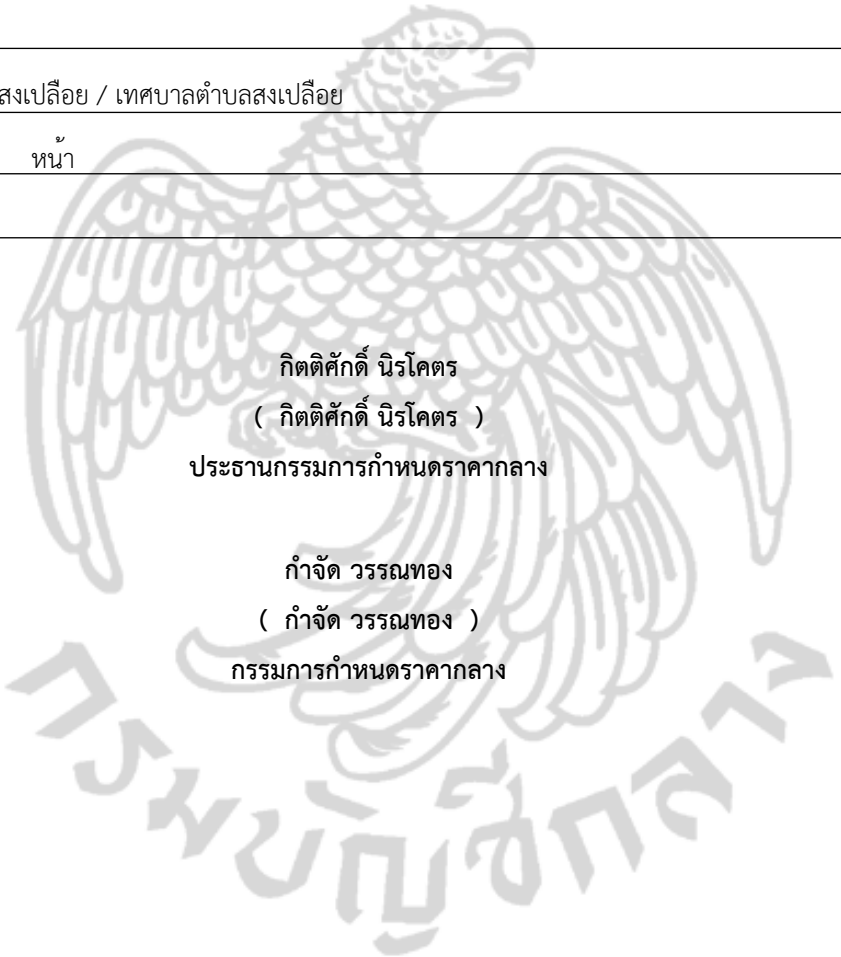 สงเปลือย / เทศบาลตำบลสงเปลือย
หน้า
กิตติศักดิ์ นิรโคตร
( กิตติศักดิ์ นิรโคตร )
ประธานกรรมการกำหนดราคากลาง
กำจัด วรรณทอง
( กำจัด วรรณทอง )
กรรมการกำหนดราคากลาง
กรมบัญชีกลาง